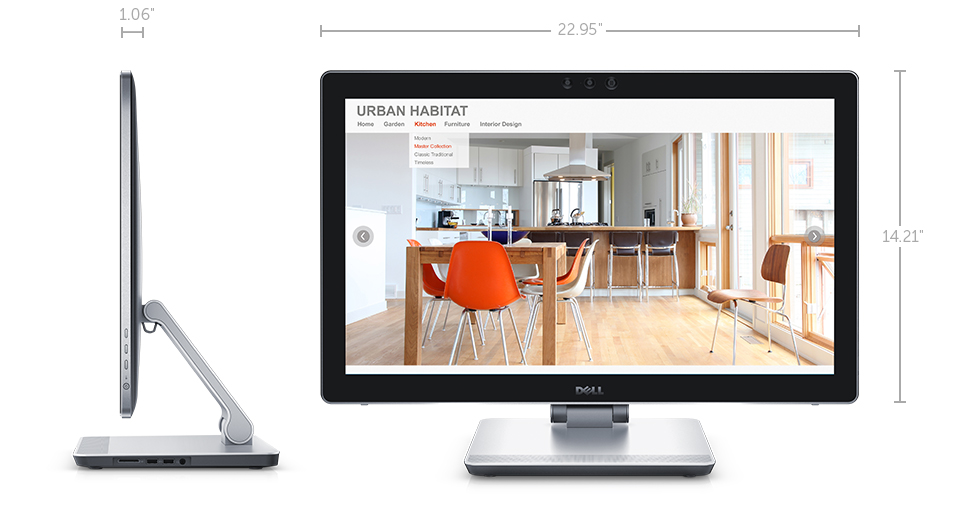 1.06"
22.95"
14.21"
URBAN HABITAT
Home Garden Kitchen Furniture Interior Design
Modern
Master Collection
Classic Traditional
Timeless
DELL